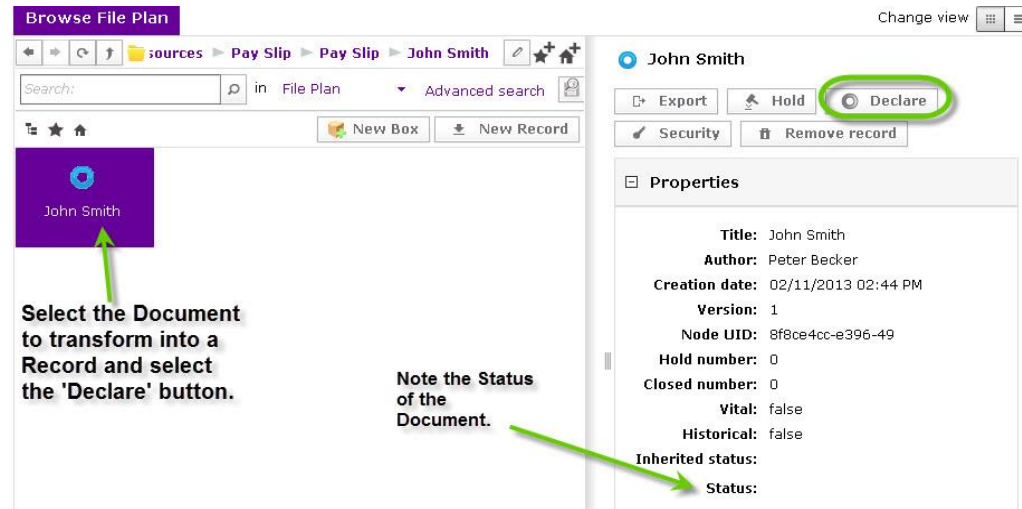 Browse File Plan
Change view
sources ▶ Pay Slip ▶ Pay Slip ▶ John Smith
Search: in File Plan Advanced search
New Box New Record
John Smith
Select the Document
to transform into a
Record and select
the 'Declare' button.
Note the Status
of the
Document.
John Smith
Export Hold Declare
Security Remove record
Properties
Title: John Smith
Author: Peter Becker
Creation date: 02/11/2013 02:44 PM
Version: 1
Node UID: 8f8ce4cc-e396-49
Hold number: 0
Closed number: 0
Vital: false
Historical: false
Inherited status:
Status: